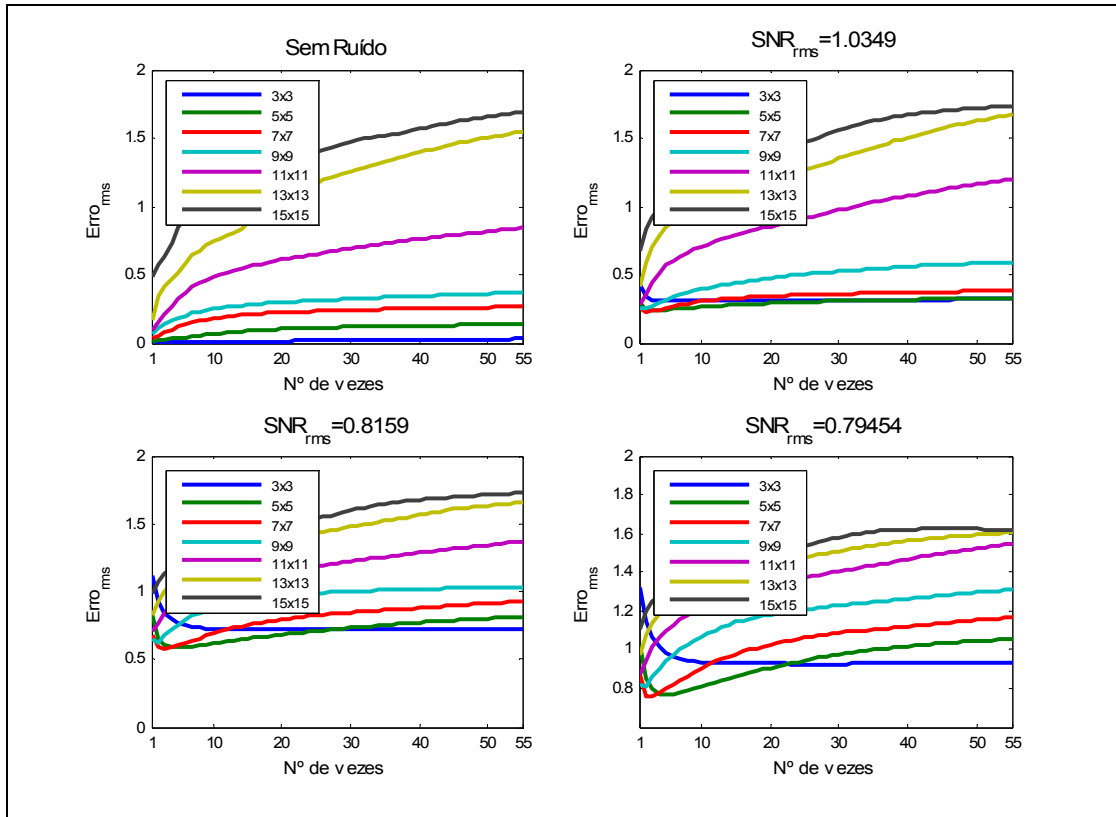 Sem Ruído
Erro_rms
2
1.5
1
0.5
0
3x3
5x5
7x7
9x9
11x11
13x13
15x15
1 10 20 30 40 50 55
Nº de vezes
SNR_rms=1.0349
Erro_rms
2
1.5
1
0.5
0
3x3
5x5
7x7
9x9
11x11
13x13
15x15
1 10 20 30 40 50 55
Nº de vezes
SNR_rms=0.8159
Erro_rms
2
1.5
1
0.5
0
3x3
5x5
7x7
9x9
11x11
13x13
15x15
1 10 20 30 40 50 55
Nº de vezes
SNR_rms=0.79454
Erro_rms
2
1.8
1.6
1.4
1.2
1
0.8
3x3
5x5
7x7
9x9
11x11
13x13
15x15
1 10 20 30 40 50 55
Nº de vezes